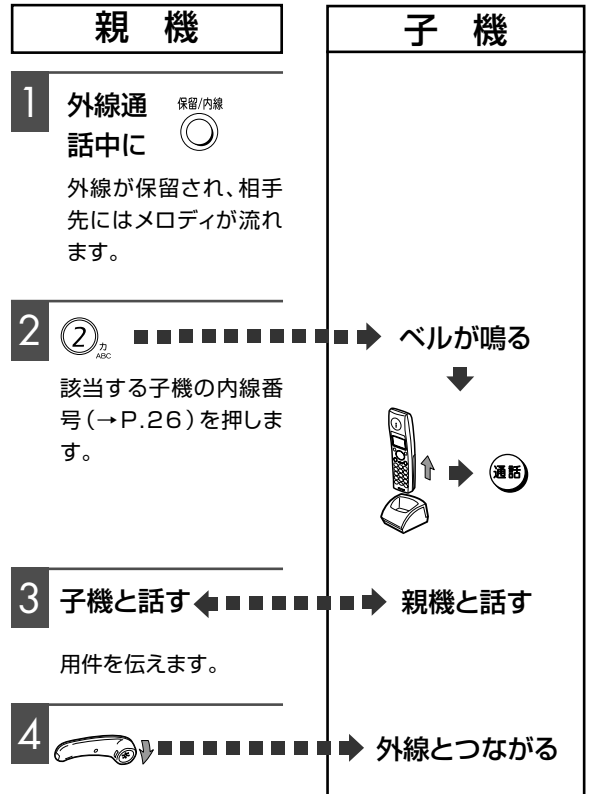 親　機
子　機
1
外線通
話中に
保留/内線
外線が保留され、相手
先にはメロディが流れ
ます。
2
2 カ
ABC
ベルが鳴る
該当する子機の内線番
号(→P.26)を押しま
す。
通話
3
子機と話す
親機と話す
用件を伝えます。
4
外線とつながる